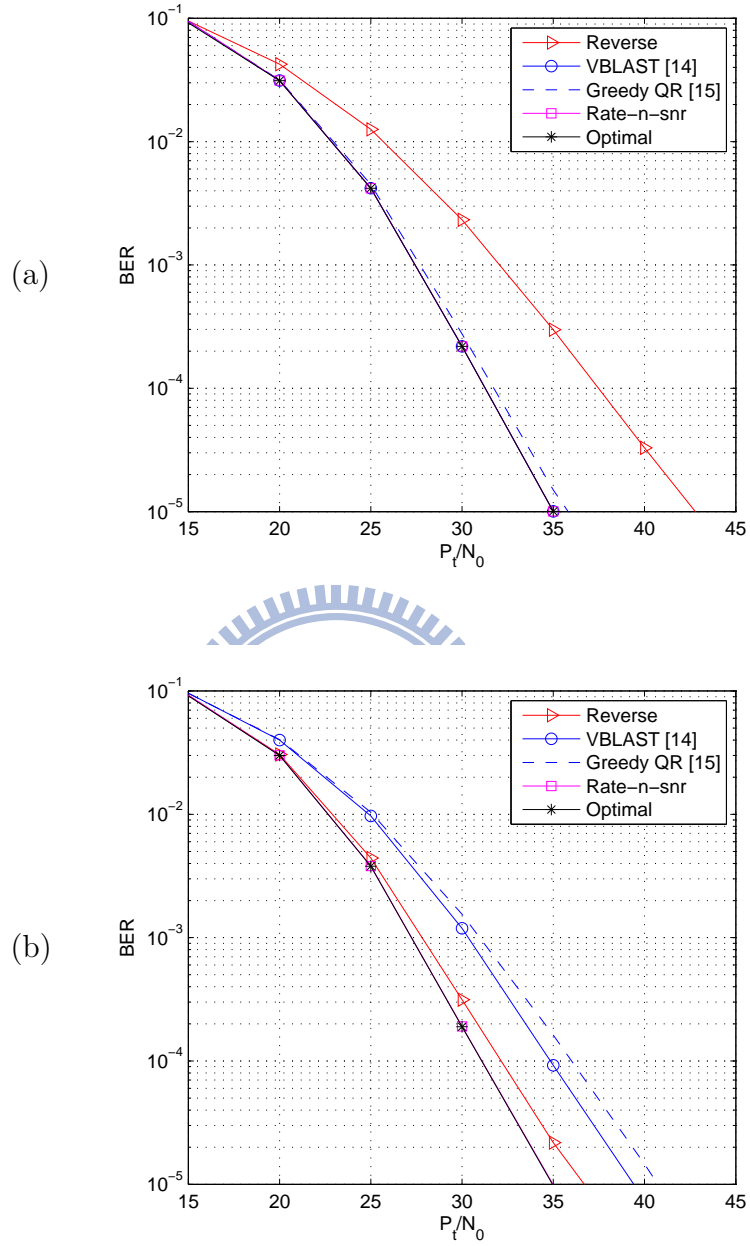 (a)
BER
10⁻¹
10⁻²
10⁻³
10⁻⁴
10⁻⁵
15 20 25 30 35 40 45
P_t/N_0
Reverse
VBLAST [14]
Greedy QR [15]
Rate-n-snr
Optimal
(b)
BER
10⁻¹
10⁻²
10⁻³
10⁻⁴
10⁻⁵
15 20 25 30 35 40 45
P_t/N_0
Reverse
VBLAST [14]
Greedy QR [15]
Rate-n-snr
Optimal